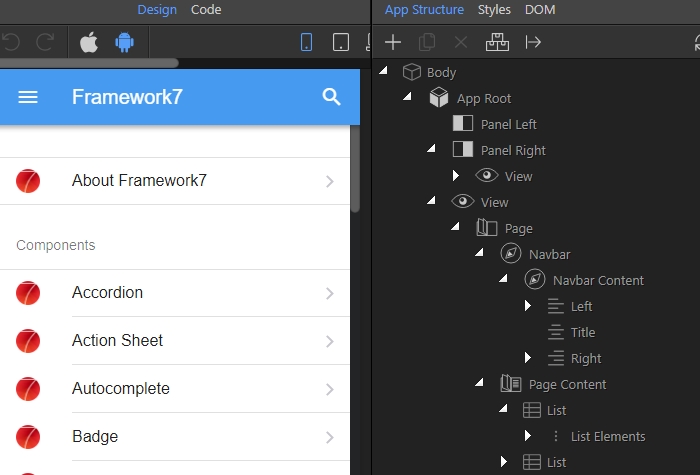 Design Code
App Structure Styles DOM
Framework7
About Framework7
Components
Accordion
Action Sheet
Autocomplete
Badge
Body
App Root
Panel Left
Panel Right
View
View
Page
Navbar
Navbar Content
Left
Title
Right
Page Content
List
List Elements
List